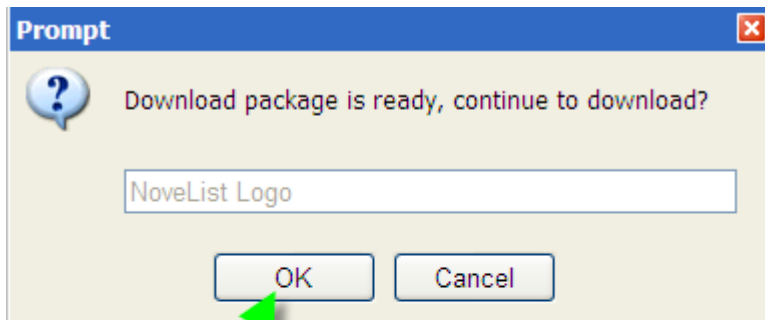 Prompt
Download package is ready, continue to download?
NoveList Logo
OK Cancel